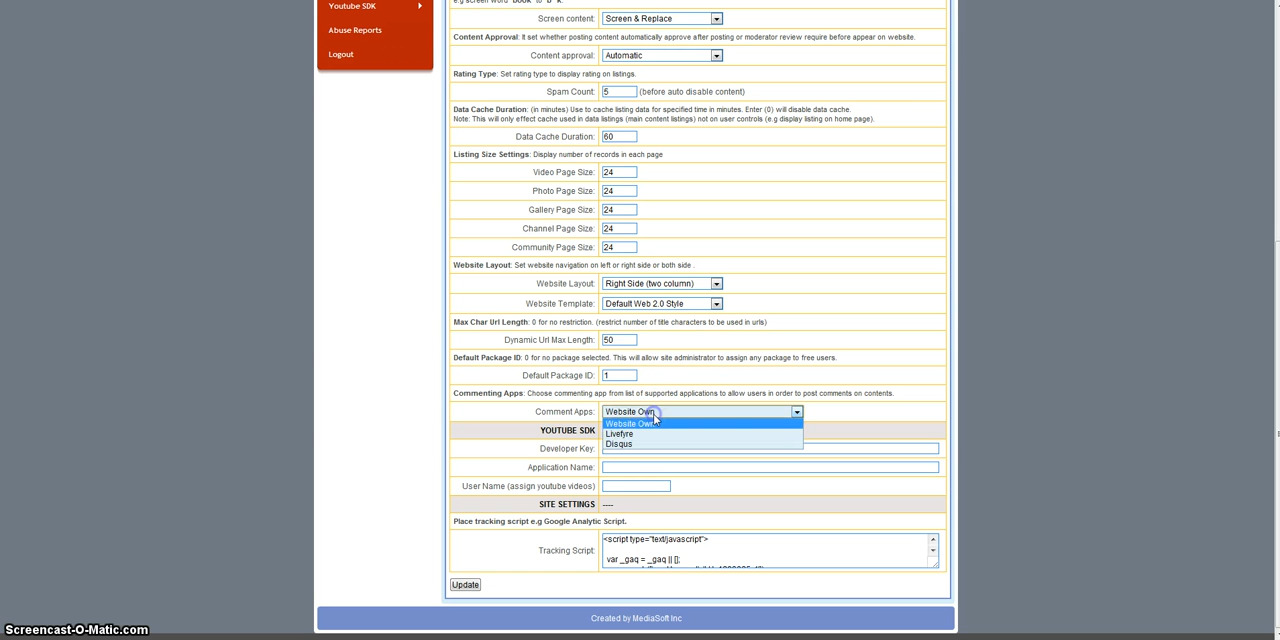 Youtube SDK
Abuse Reports
Logout
e.g screen word "book" to "b**k"
Screen content: Screen & Replace
Content Approval: It set whether posting content automatically approve after posting or moderator review require before appear on website.
Content approval: Automatic
Rating Type: Set rating type to display rating on listings.
Spam Count: 5 (before auto disable content)
Data Cache Duration: (in minutes) Use to cache listing data for specified time in minutes. Enter (0) will disable data cache.
Note: This will only effect cache used in data listings (main content listings) not on user controls (e.g display listing on home page).
Data Cache Duration: 60
Listing Size Settings: Display number of records in each page
Video Page Size: 24
Photo Page Size: 24
Gallery Page Size: 24
Channel Page Size: 24
Community Page Size: 24
Website Layout: Set website navigation on left or right side or both side .
Website Layout: Right Side (two column)
Website Template: Default Web 2.0 Style
Max Char Url Length: 0 for no restriction. (restrict number of title characters to be used in urls)
Dynamic Url Max Length: 50
Default Package ID: 0 for no package selected. This will allow site administrator to assign any package to free users.
Default Package ID: 1
Commenting Apps: Choose commenting app from list of supported applications to allow users in order to post comments on contents.
Comment Apps: Website Own
Website Own
Livefyre
Disqus
YOUTUBE SDK
Developer Key:
Application Name:
User Name (assign youtube videos)
SITE SETTINGS ----
Place tracking script e.g Google Analytic Script.
Tracking Script: <script type="text/javascript">
var _gaq = _gaq || [];
Update
Created by MediaSoft Inc
Screencast-O-Matic.com